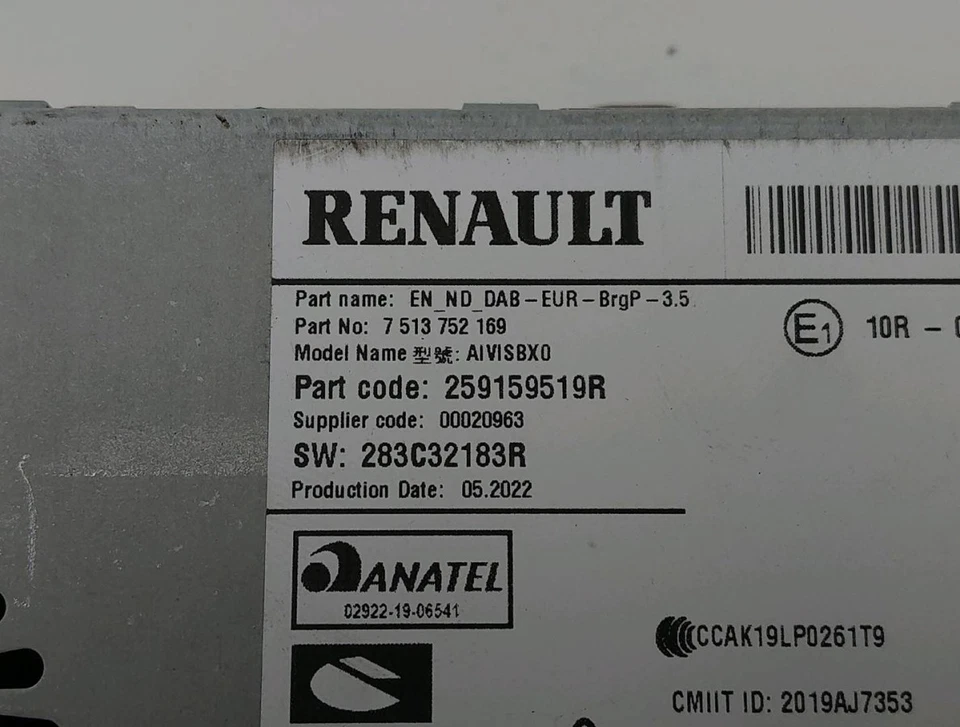 RENAULT
Part name: EN_ND_DAB-EUR-BrgP-3.5
Part No: 7 513 752 169
Model Name 型號: AIVISBX0
Part code: 259159519R
Supplier code: 00020963
SW: 283C32183R
Production Date: 05.2022
E1 10R - 0
ANATEL
02922-19-06541
CCAK19LP0261T9
CMIIT ID: 2019AJ7353